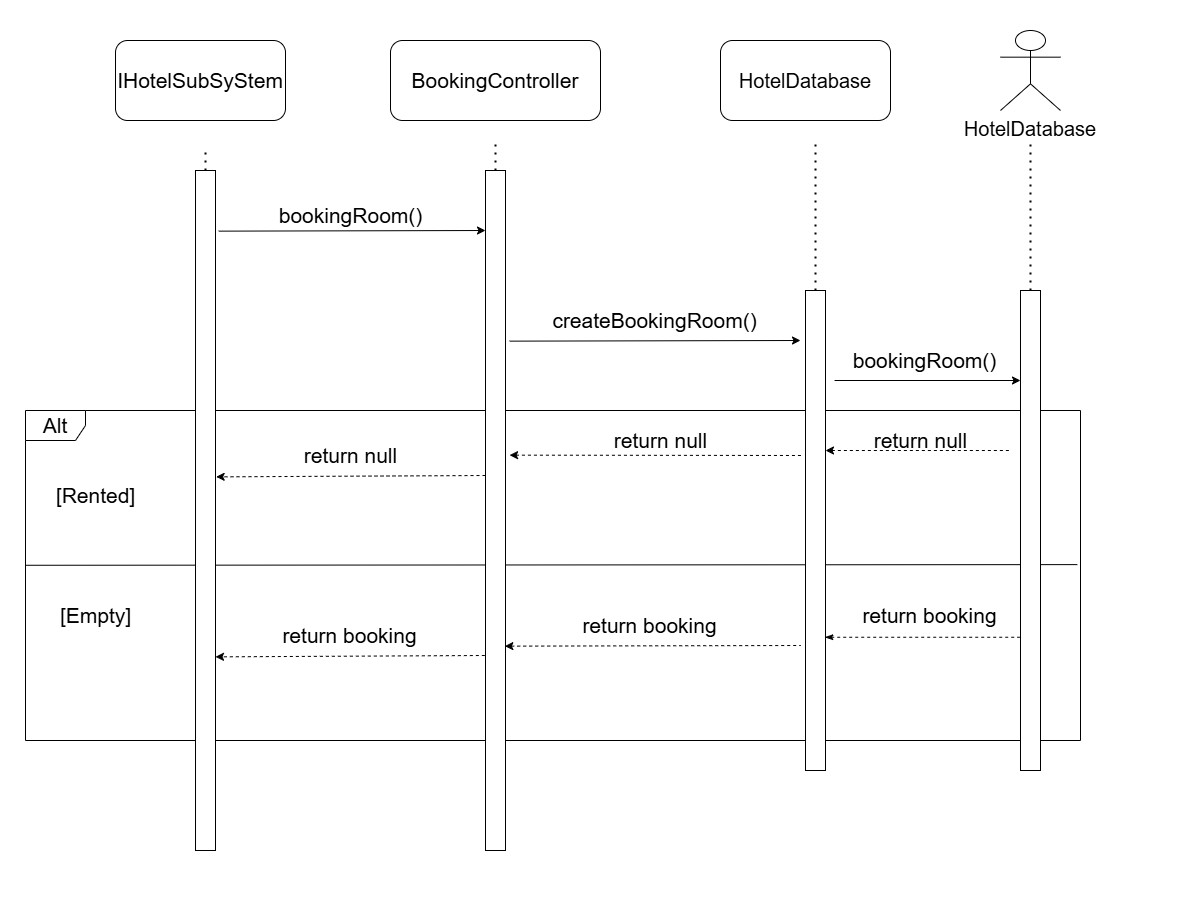 IHotelSubSyStem
BookingController
HotelDatabase
HotelDatabase
bookingRoom()
createBookingRoom()
bookingRoom()
Alt
return null
return null
return null
[Rented]
[Empty]
return booking
return booking
return booking